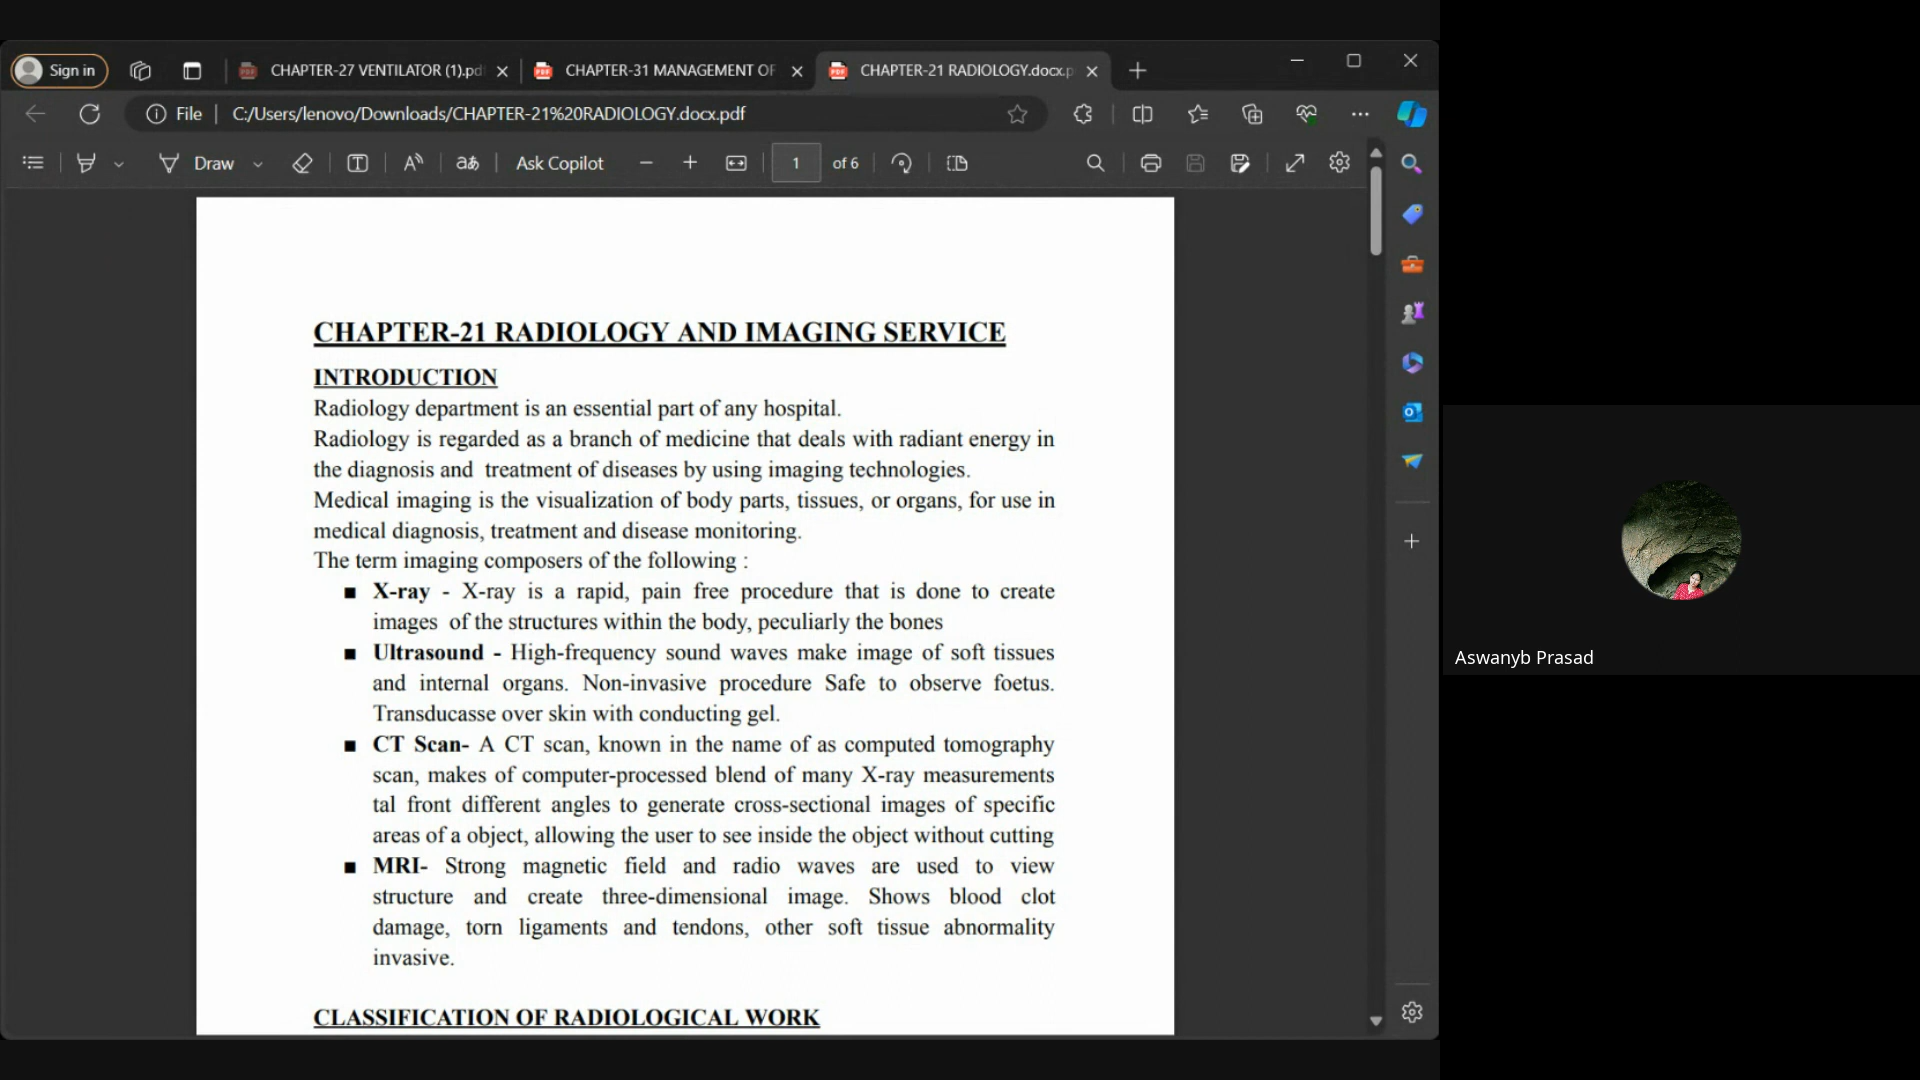 Sign in
CHAPTER-27 VENTILATOR (1).pd
CHAPTER-31 MANAGEMENT OF
CHAPTER-21 RADIOLOGY.docx.p
File
C:/Users/lenovo/Downloads/CHAPTER-21%20RADIOLOGY.docx.pdf
Draw
Ask Copilot
1 of 6
CHAPTER-21 RADIOLOGY AND IMAGING SERVICE
INTRODUCTION
Radiology department is an essential part of any hospital.
Radiology is regarded as a branch of medicine that deals with radiant energy in
the diagnosis and treatment of diseases by using imaging technologies.
Medical imaging is the visualization of body parts, tissues, or organs, for use in
medical diagnosis, treatment and disease monitoring.
The term imaging composers of the following :
■ X-ray - X-ray is a rapid, pain free procedure that is done to create
images of the structures within the body, peculiarly the bones
■ Ultrasound - High-frequency sound waves make image of soft tissues
and internal organs. Non-invasive procedure Safe to observe foetus.
Transducasse over skin with conducting gel.
■ CT Scan- A CT scan, known in the name of as computed tomography
scan, makes of computer-processed blend of many X-ray measurements
tal front different angles to generate cross-sectional images of specific
areas of a object, allowing the user to see inside the object without cutting
■ MRI- Strong magnetic field and radio waves are used to view
structure and create three-dimensional image. Shows blood clot
damage, torn ligaments and tendons, other soft tissue abnormality
invasive.
CLASSIFICATION OF RADIOLOGICAL WORK
Aswanyb Prasad